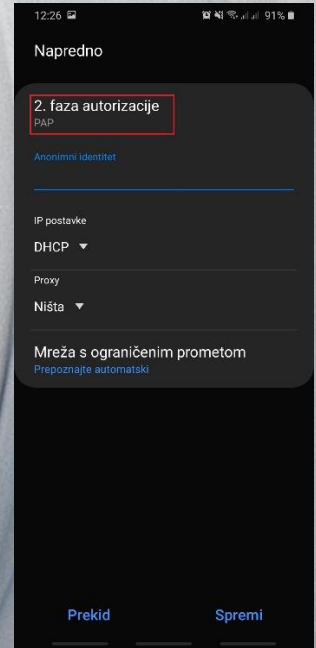 12:26 91%
Napredno
2. faza autorizacije
PAP
Anonimni identitet
IP postavke
DHCP
Proxy
Ništa
Mreža s ograničenim prometom
Prepoznajte automatski
Prekid Spremi